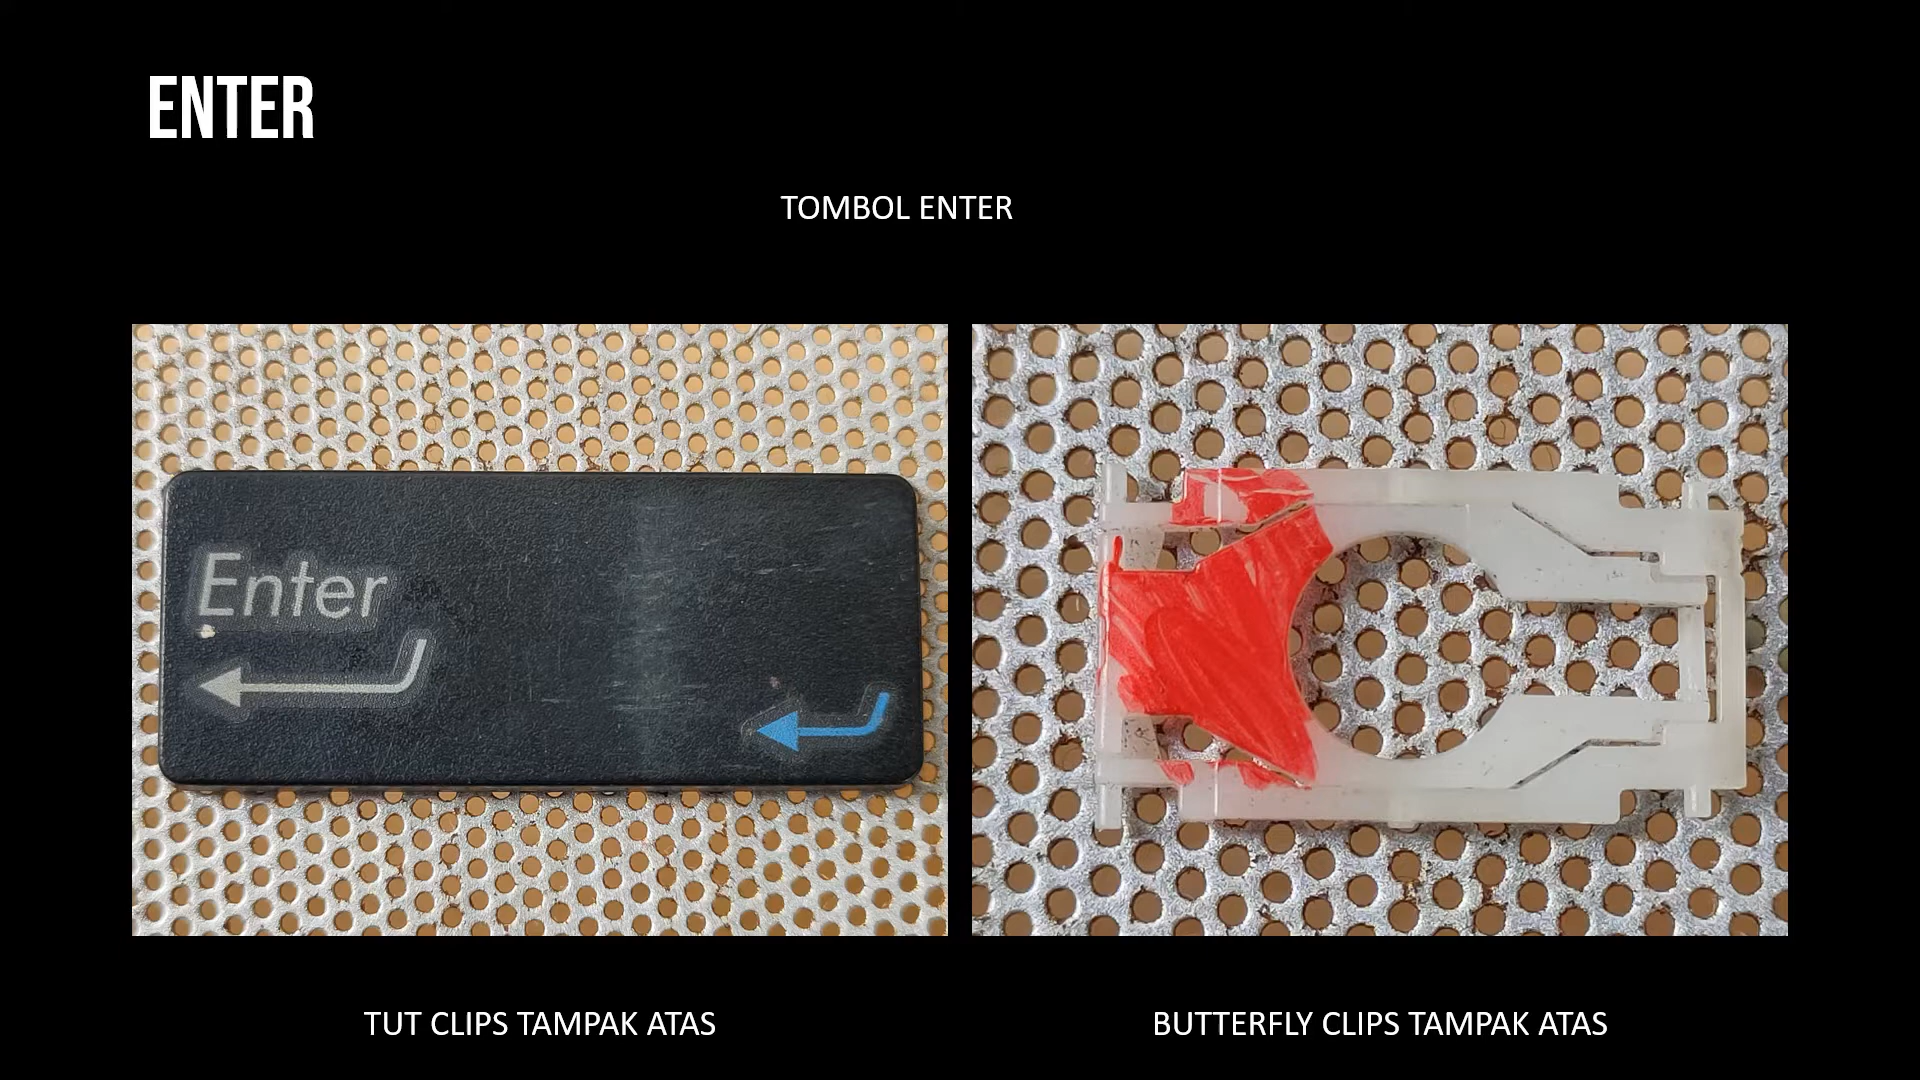 ENTER
TOMBOL ENTER
Enter
TUT CLIPS TAMPAK ATAS
BUTTERFLY CLIPS TAMPAK ATAS